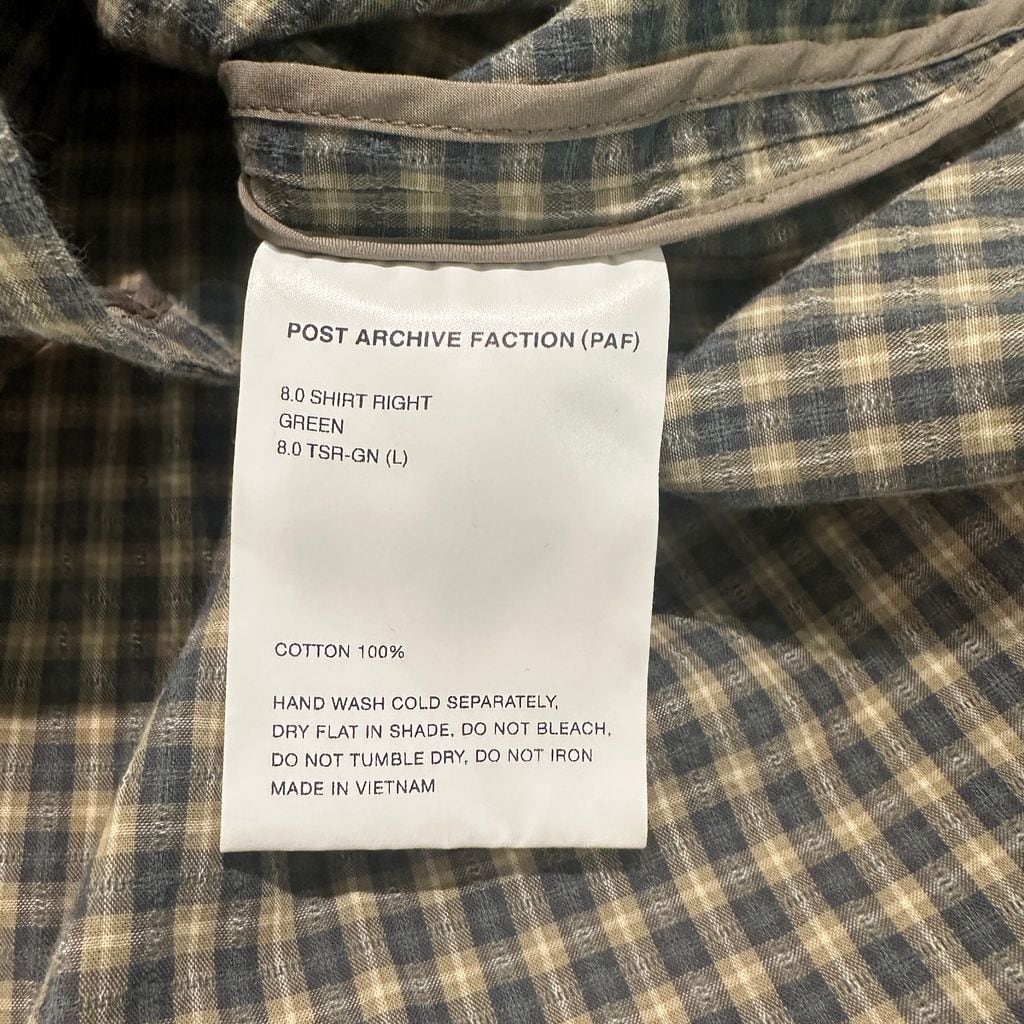 POST ARCHIVE FACTION (PAF)
8.0 SHIRT RIGHT
GREEN
8.0 TSR-GN (L)
COTTON 100%
HAND WASH COLD SEPARATELY,
DRY FLAT IN SHADE, DO NOT BLEACH,
DO NOT TUMBLE DRY, DO NOT IRON
MADE IN VIETNAM